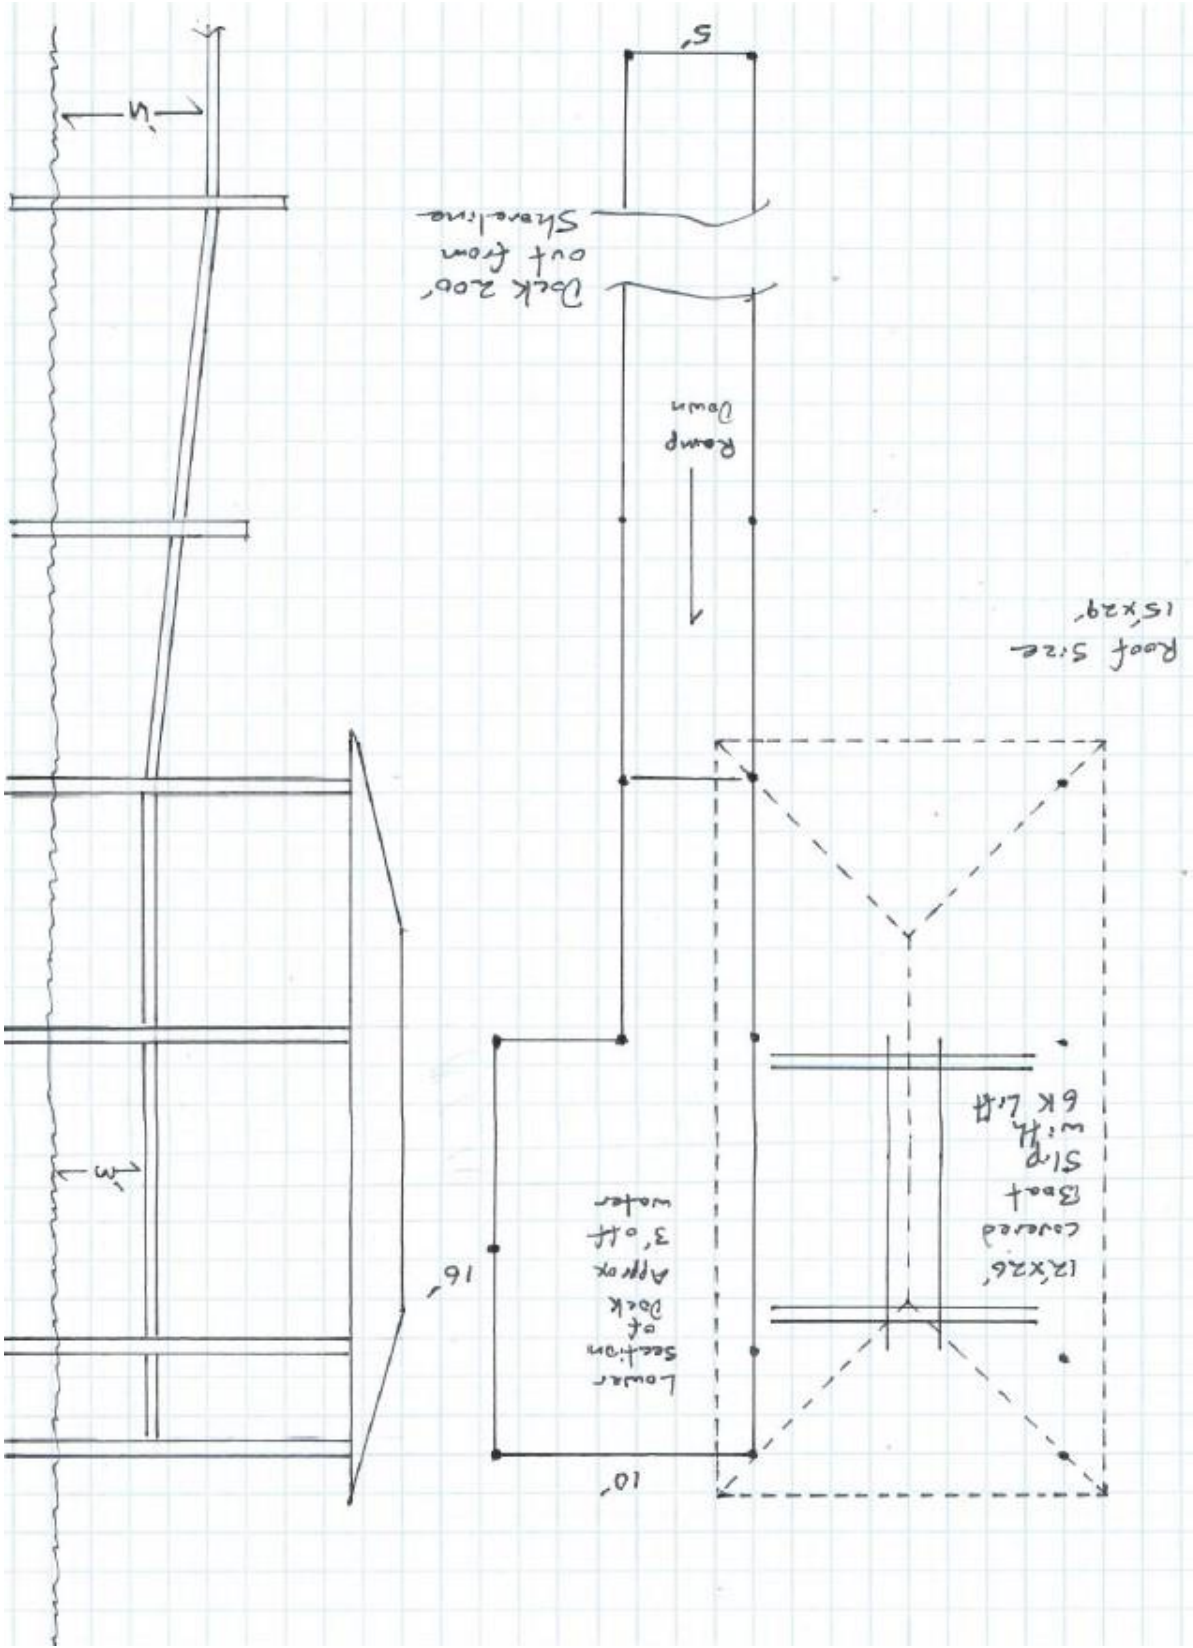 10'
Lower
Section
of
Dock
Approx
3' off
water
16'
12'x26'
covered
Boat
Slip
with
6K Lift
3'
Roof Size
15'x29'
Ramp
Down
Dock 200'
out from
Shoreline
5'
5'